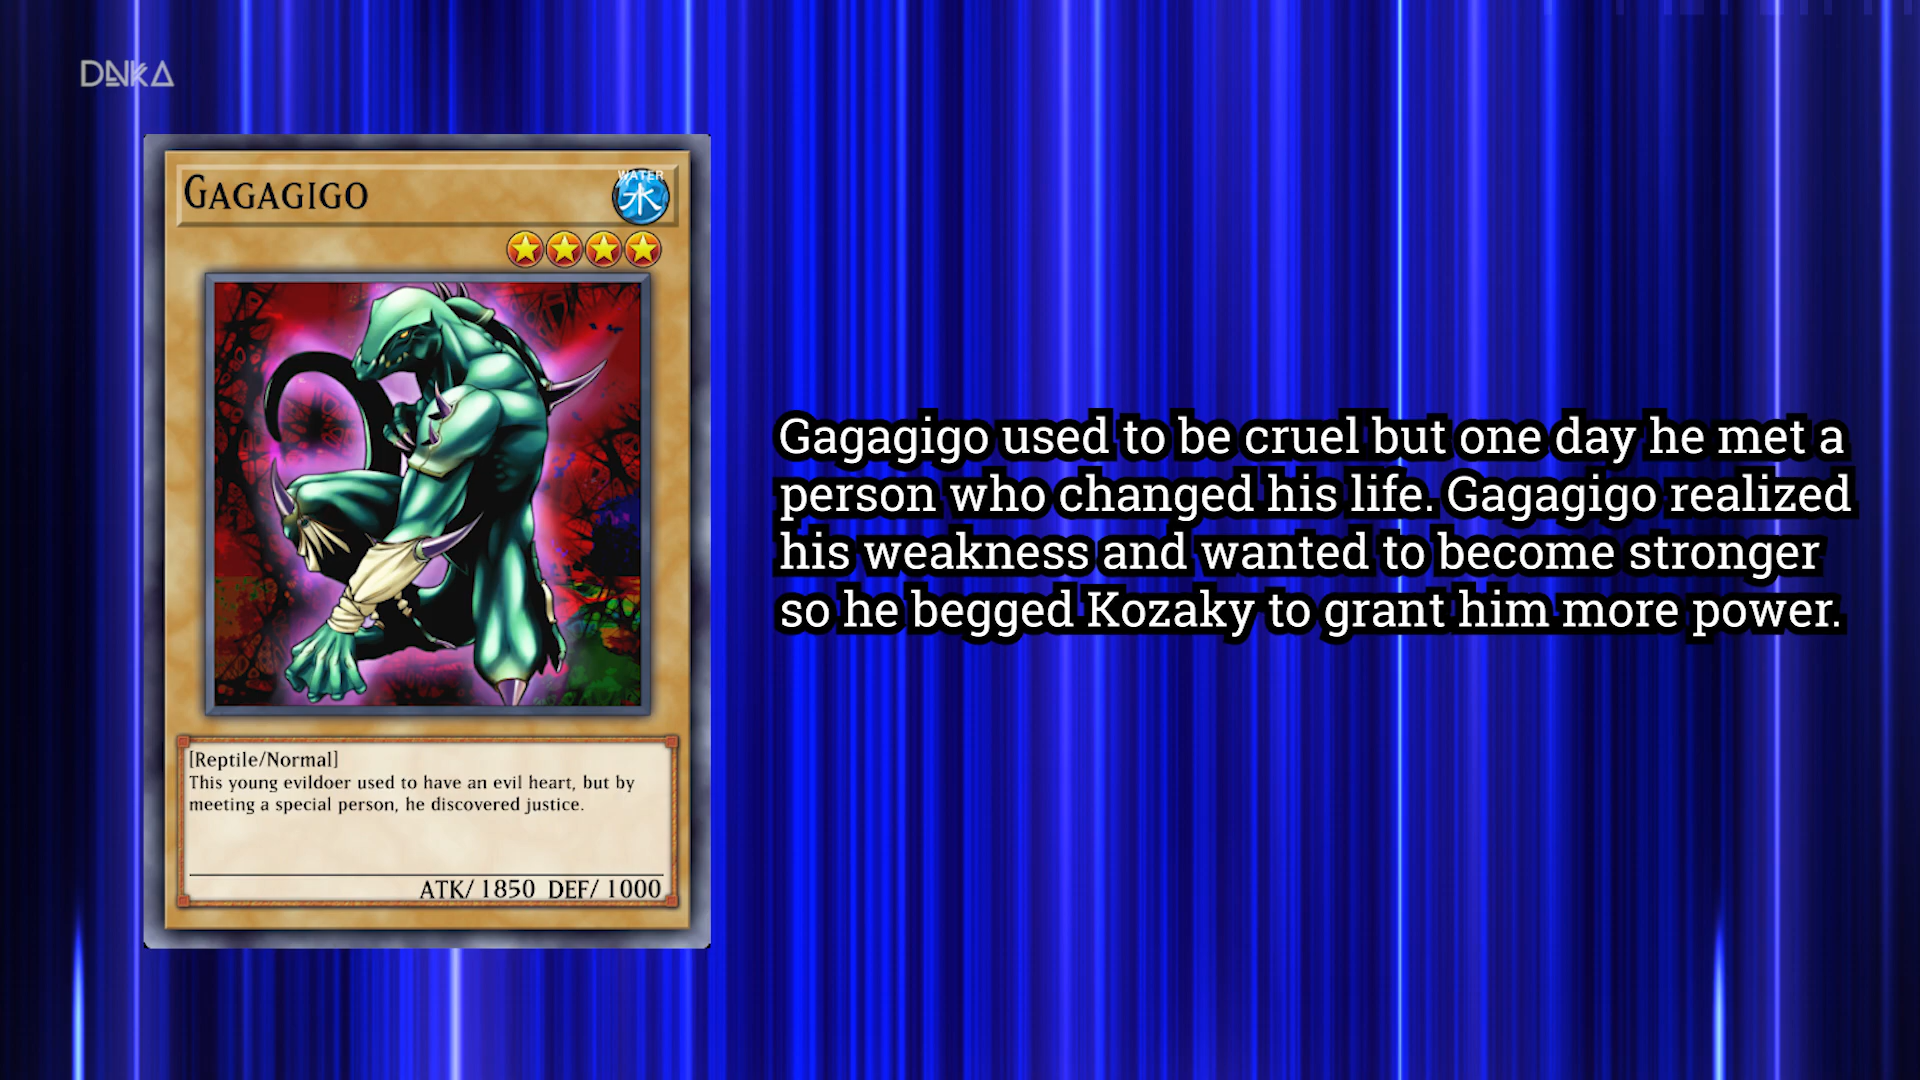 DNKA
GAGAGIGO
WATER
水
Gagagigo used to be cruel but one day he met a
person who changed his life. Gagagigo realized
his weakness and wanted to become stronger
so he begged Kozaky to grant him more power.
[Reptile/Normal]
This young evildoer used to have an evil heart, but by
meeting a special person, he discovered justice.
ATK/ 1850 DEF/ 1000